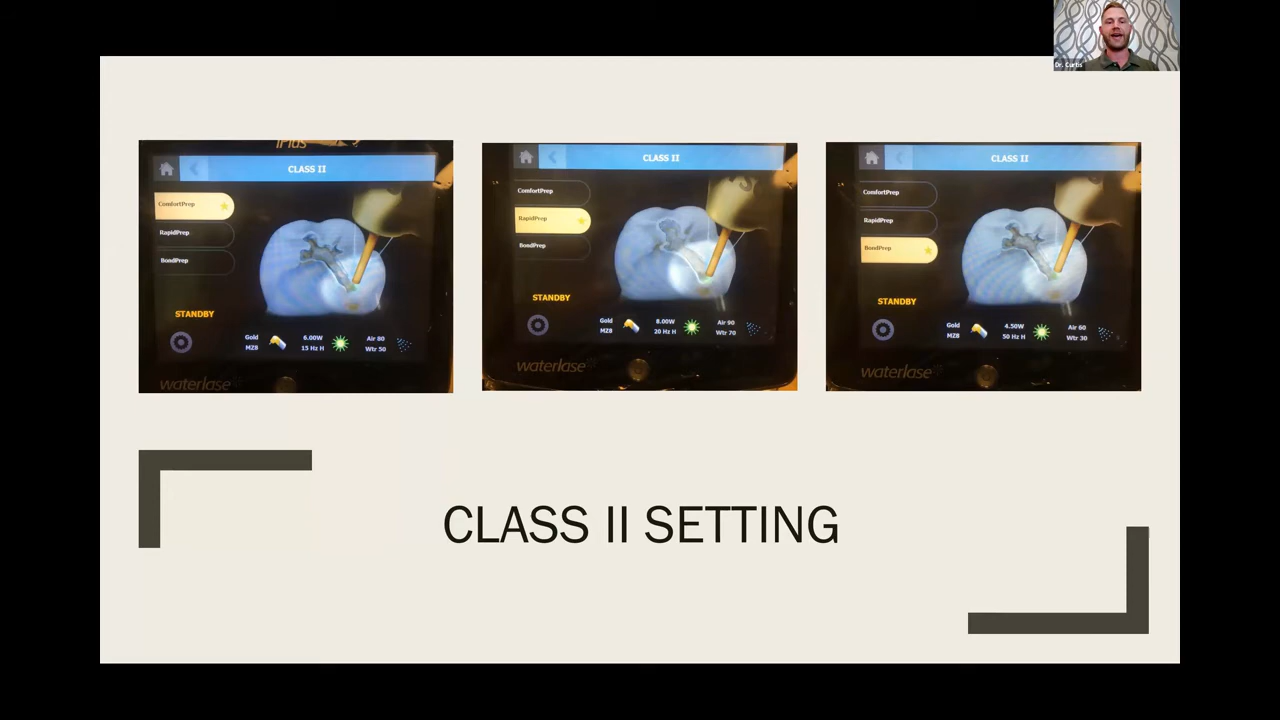 Dr. Curtis
iPlus
CLASS II
ComfortPrep
RapidPrep
BondPrep
STANDBY
Gold
MZ8
6.00W
15 Hz H
Air 80
Wtr 50
waterlase
CLASS II
ComfortPrep
RapidPrep
BondPrep
STANDBY
Gold
MZ8
8.00W
20 Hz H
Air 90
Wtr 70
waterlase
CLASS II
ComfortPrep
RapidPrep
BondPrep
STANDBY
Gold
MZ8
4.50W
50 Hz H
Air 60
Wtr 30
waterlase
CLASS II SETTING